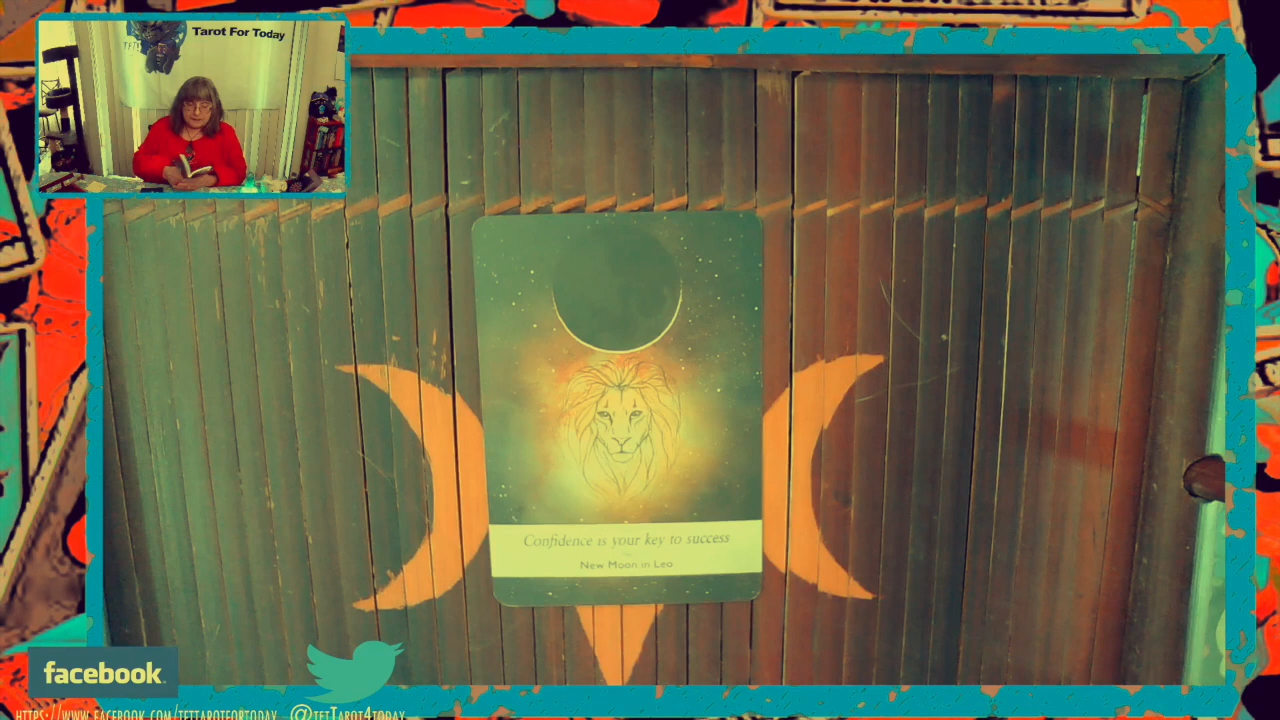 Tarot For Today
Confidence is your key to success
New Moon in Leo
facebook.
https://www.facebook.com/tettarotfortoday
@tetTarot4today